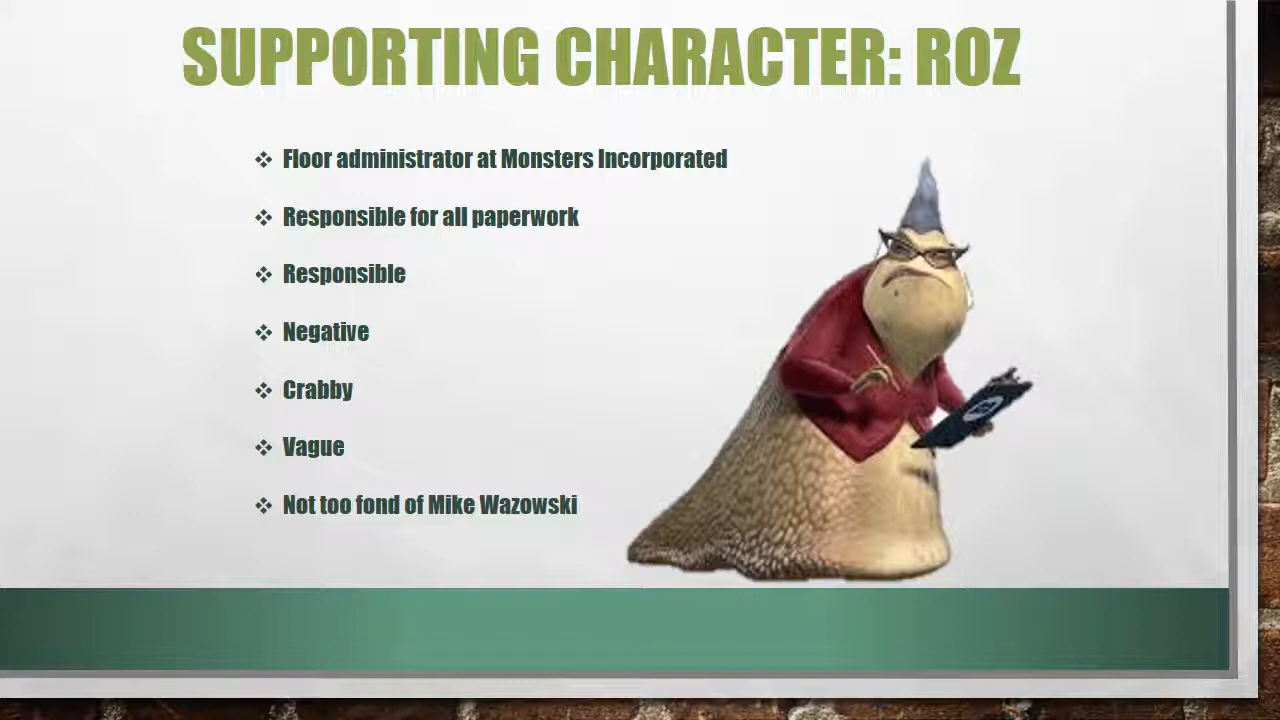 SUPPORTING CHARACTER: ROZ
Floor administrator at Monsters Incorporated
Responsible for all paperwork
Responsible
Negative
Crabby
Vague
Not too fond of Mike Wazowski